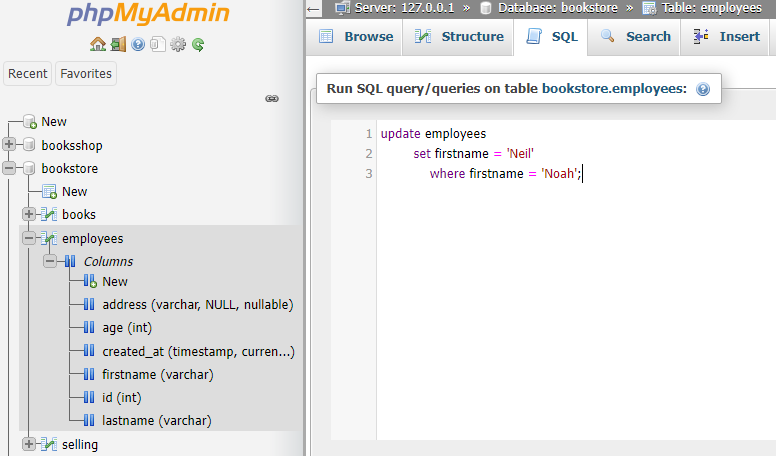 phpMyAdmin
Recent
Favorites
New
booksshop
bookstore
New
books
employees
Columns
New
address (varchar, NULL, nullable)
age (int)
created_at (timestamp, curren...)
firstname (varchar)
id (int)
lastname (varchar)
selling
Server: 127.0.0.1 » Database: bookstore » Table: employees
Browse Structure SQL Search Insert
Run SQL query/queries on table bookstore.employees:
1 update employees
2 set firstname = 'Neil'
3 where firstname = 'Noah';